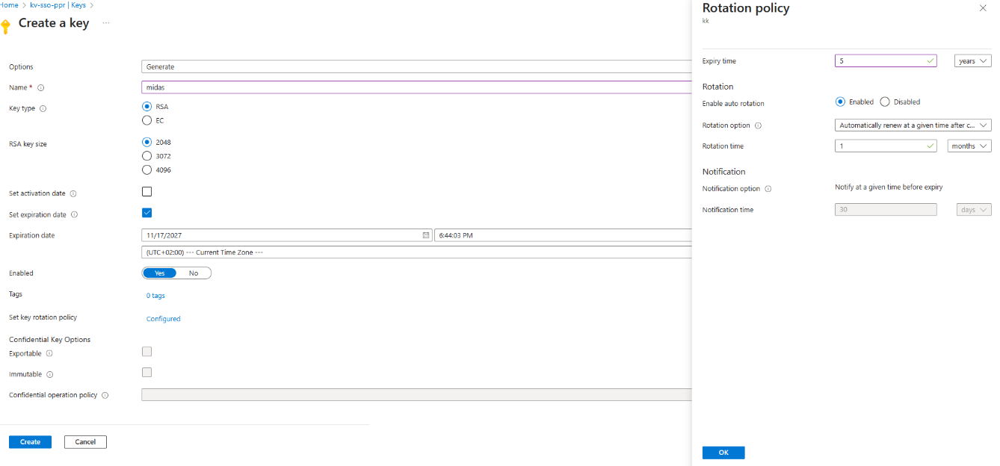 Home > kv-sso-ppr | Keys >
Create a key ...
Options Generate
Name * midas
Key type RSA
EC
RSA key size 2048
3072
4096
Set activation date
Set expiration date
Expiration date 11/17/2027 6:44:03 PM
(UTC+02:00) --- Current Time Zone ---
Enabled Yes No
Tags 0 tags
Set key rotation policy Configured
Confidential Key Options
Exportable
Immutable
Confidential operation policy
Create Cancel
Rotation policy
kk
Expiry time 5 years
Rotation
Enable auto rotation Enabled Disabled
Rotation option Automatically renew at a given time after c...
Rotation time 1 months
Notification
Notification option Notify at a given time before expiry
Notification time 30 days
OK